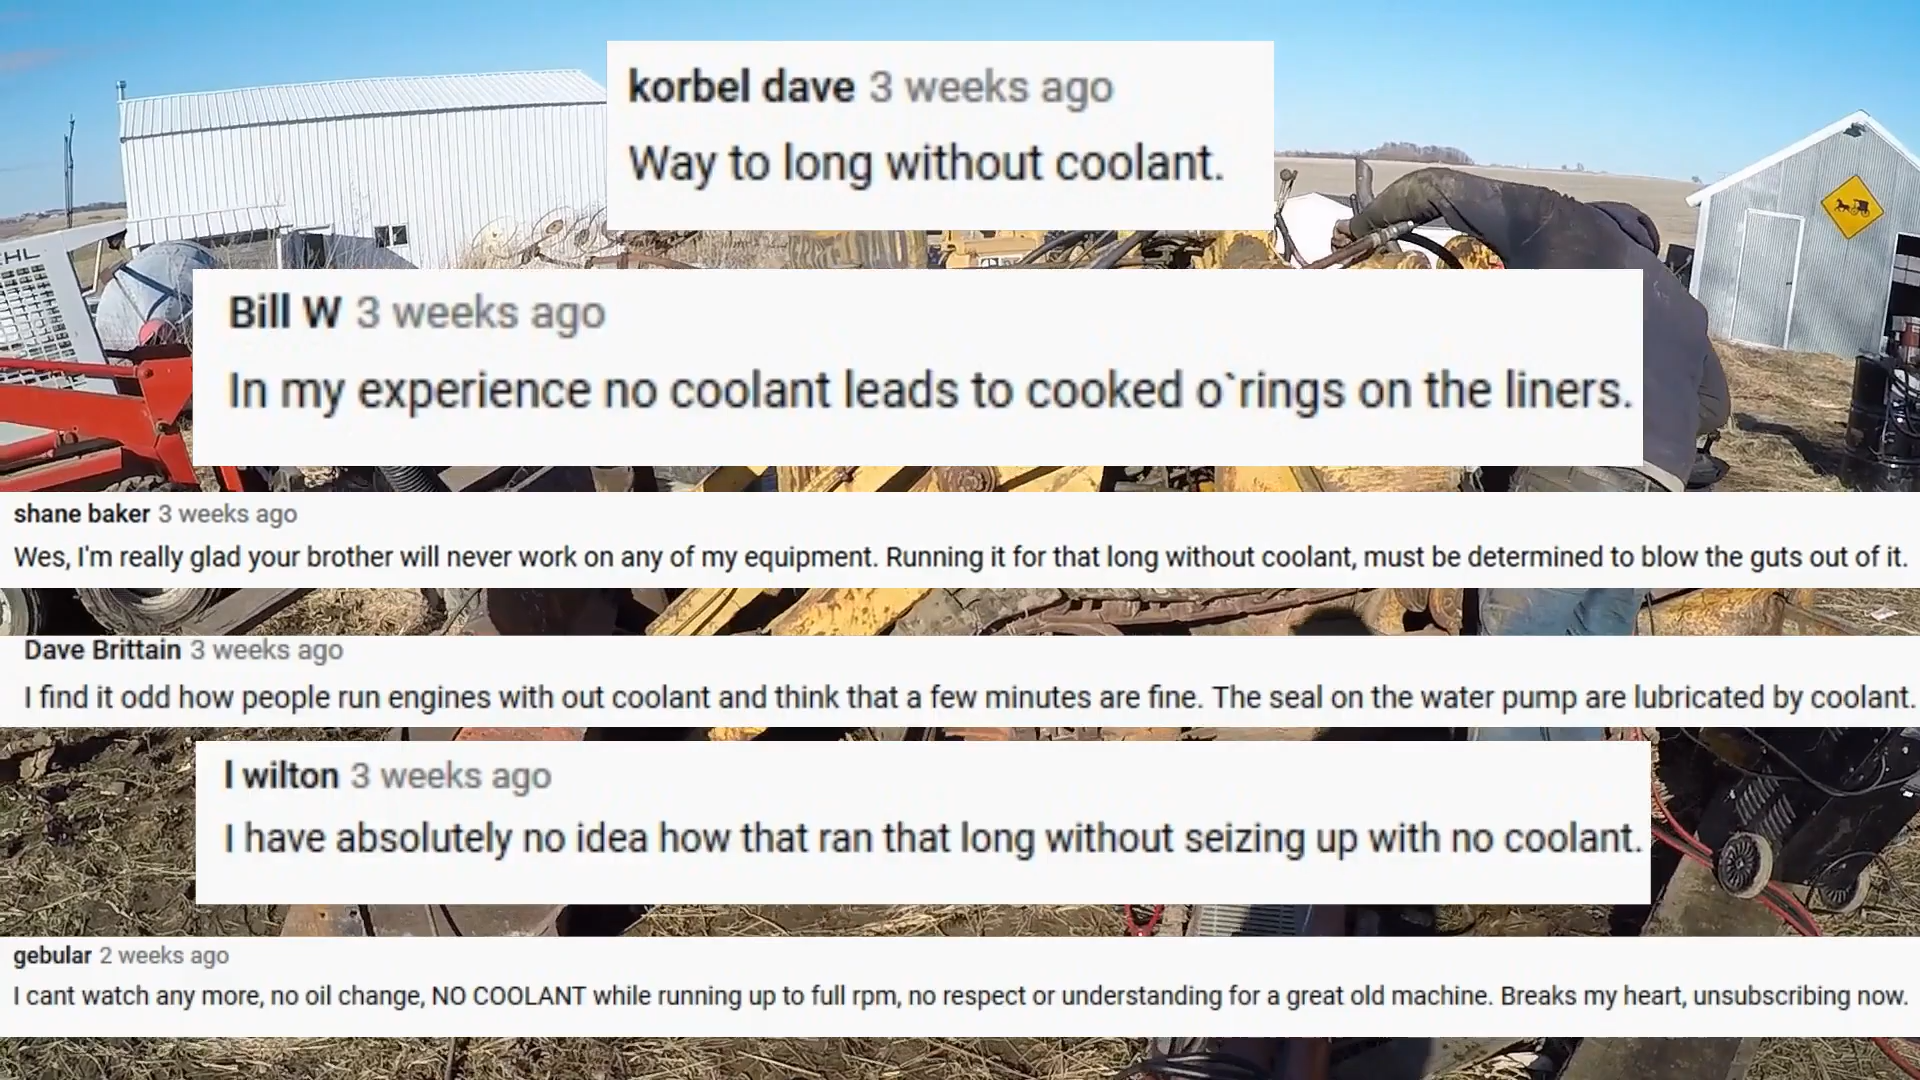 korbel dave 3 weeks ago
Way to long without coolant.
HL
Bill W 3 weeks ago
In my experience no coolant leads to cooked o`rings on the liners.
shane baker 3 weeks ago
Wes, I'm really glad your brother will never work on any of my equipment. Running it for that long without coolant, must be determined to blow the guts out of it.
Dave Brittain 3 weeks ago
I find it odd how people run engines with out coolant and think that a few minutes are fine. The seal on the water pump are lubricated by coolant.
l wilton 3 weeks ago
I have absolutely no idea how that ran that long without seizing up with no coolant.
gebular 2 weeks ago
I cant watch any more, no oil change, NO COOLANT while running up to full rpm, no respect or understanding for a great old machine. Breaks my heart, unsubscribing now.